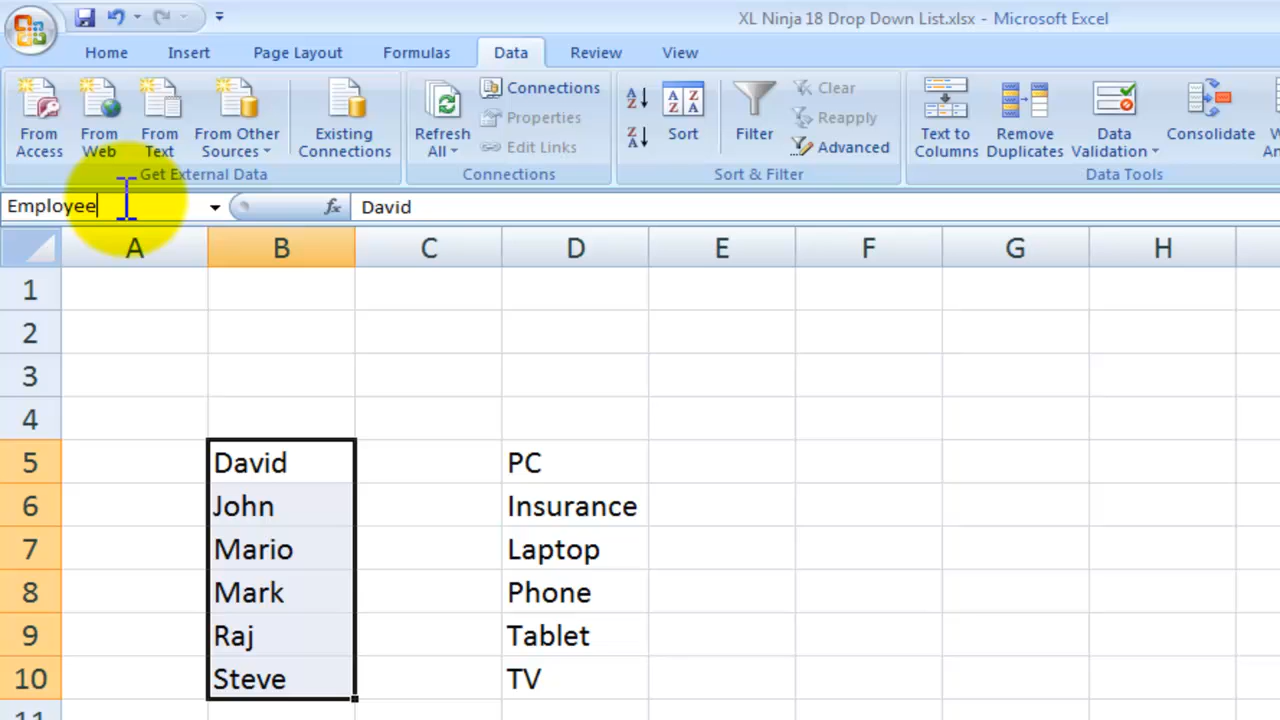 XL Ninja 18 Drop Down List.xlsx - Microsoft Excel
Home Insert Page Layout Formulas Data Review View
From Access
From Web
From Text
From Other Sources
Existing Connections
Get External Data
Refresh All
Connections
Properties
Edit Links
Connections
A Z
Z A
A Z Z A
Sort
Filter
Clear
Reapply
Advanced
Sort & Filter
Text to Columns
Remove Duplicates
Data Validation
Consolidate
Data Tools
Employee fx David
A B C D E F G H
1
2
3
4
5 David PC
6 John Insurance
7 Mario Laptop
8 Mark Phone
9 Raj Tablet
10 Steve TV
11